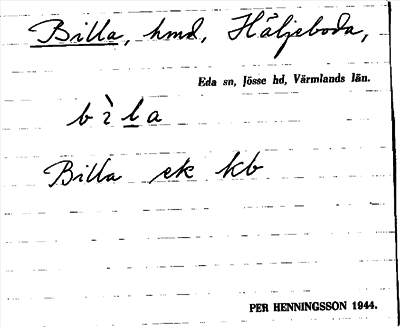 Billa, hmd, Häljeboda,
Eda sn, Jösse hd, Värmlands län.
b ì l a
Billa ek kb
PER HENNINGSSON 1944.